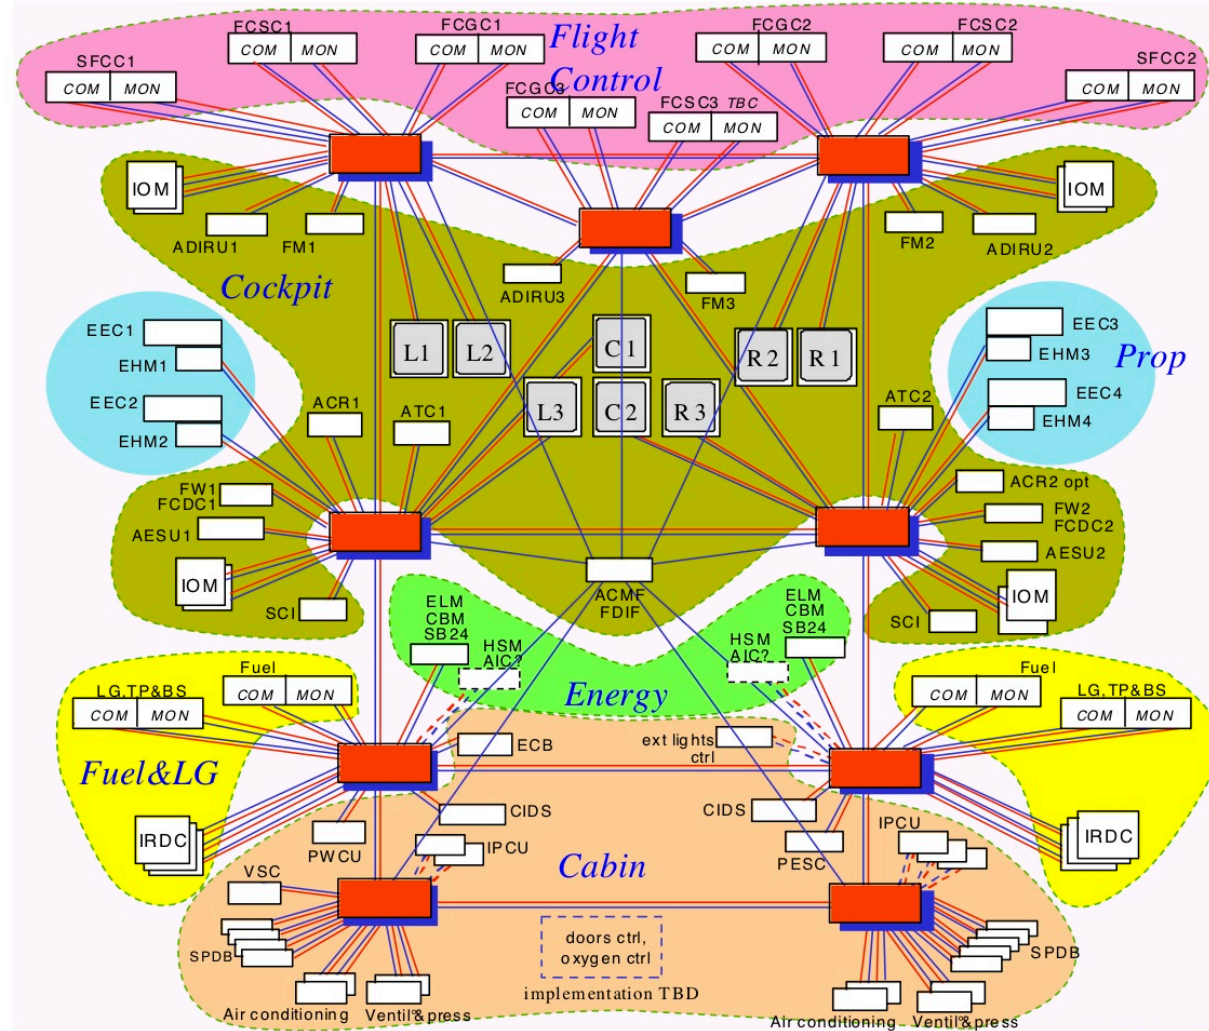 FCSC1
COM MON
FCGC1
COM MON
Flight
Control
FCGC2
COM MON
FCSC2
COM MON
SFCC1
COM MON
SFCC2
COM MON
FCGC3
COM MON
FCSC3 TBC
COM MON
IOM
ADIRU1
FM1
ADIRU3
FM3
FM2
ADIRU2
IOM
Cockpit
EEC1
EHM1
EEC2
EHM2
L1
L2
C1
R2
R1
L3
C2
R3
EEC3
EHM3
Prop
EEC4
EHM4
ACR1
ATC1
ATC2
FW1
FCDC1
AESU1
IOM
SCI
ACR2 opt
FW2
FCDC2
AESU2
IOM
SCI
ACMF
FDIF
ELM
CBM
SB24
HSM
AIC?
HSM
AIC?
ELM
CBM
SB24
Energy
Fuel
COM MON
LG,TP&BS
COM MON
Fuel
COM MON
LG,TP&BS
COM MON
Fuel&LG
ECB
ext lights
ctrl
IRDC
PWCU
CIDS
IPCU
CIDS
PESC
IPCU
IRDC
Cabin
VSC
SPDB
Air conditioning
Ventil&press
doors ctrl,
oxygen ctrl
implementation TBD
SPDB
Air conditioning
Ventil&press